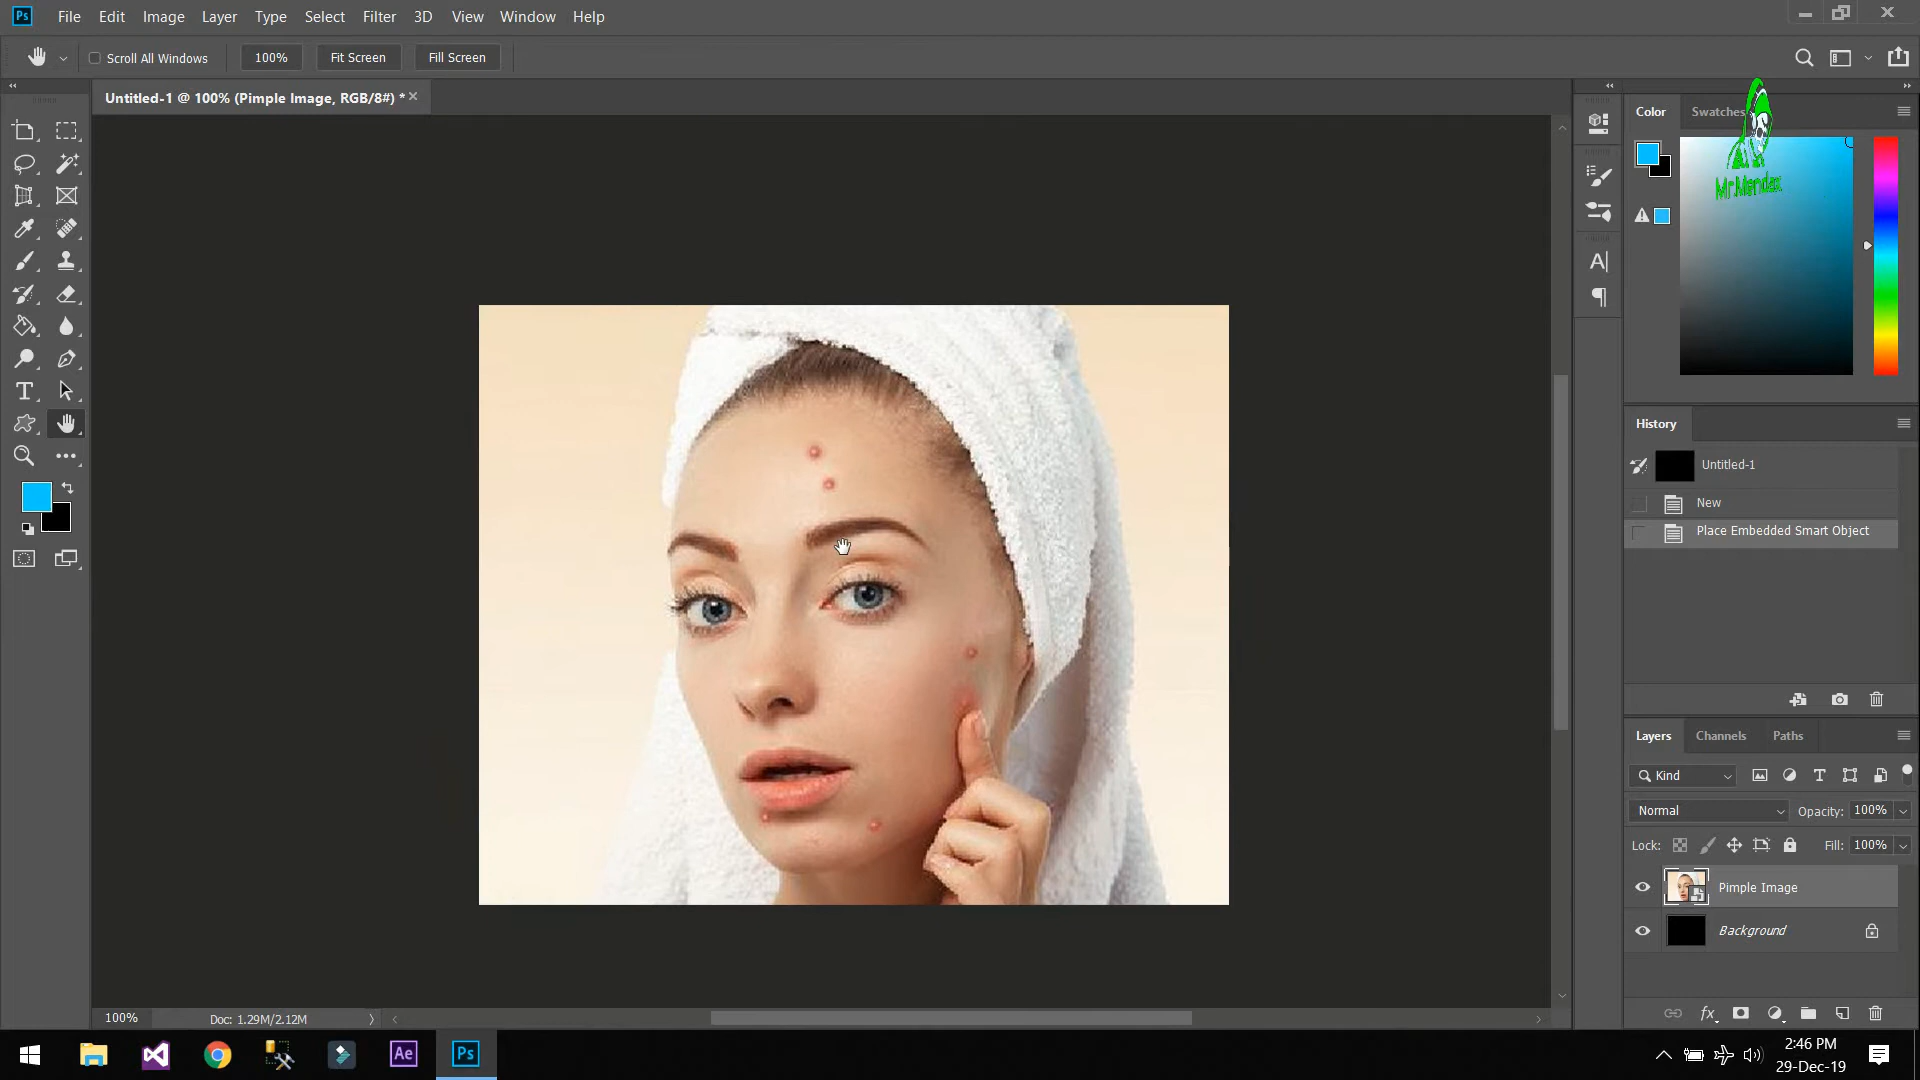 Ps File Edit Image Layer Type Select Filter 3D View Window Help
Scroll All Windows 100% Fit Screen Fill Screen
Untitled-1 @ 100% (Pimple Image, RGB/8#) *
Color Swatches
Mr.Mendax
History
Untitled-1
New
Place Embedded Smart Object
Layers Channels Paths
Kind
Normal Opacity: 100%
Lock: Fill: 100%
Pimple Image
Background
100% Doc: 1.29M/2.12M
fx
Ae Ps
2:46 PM
29-Dec-19